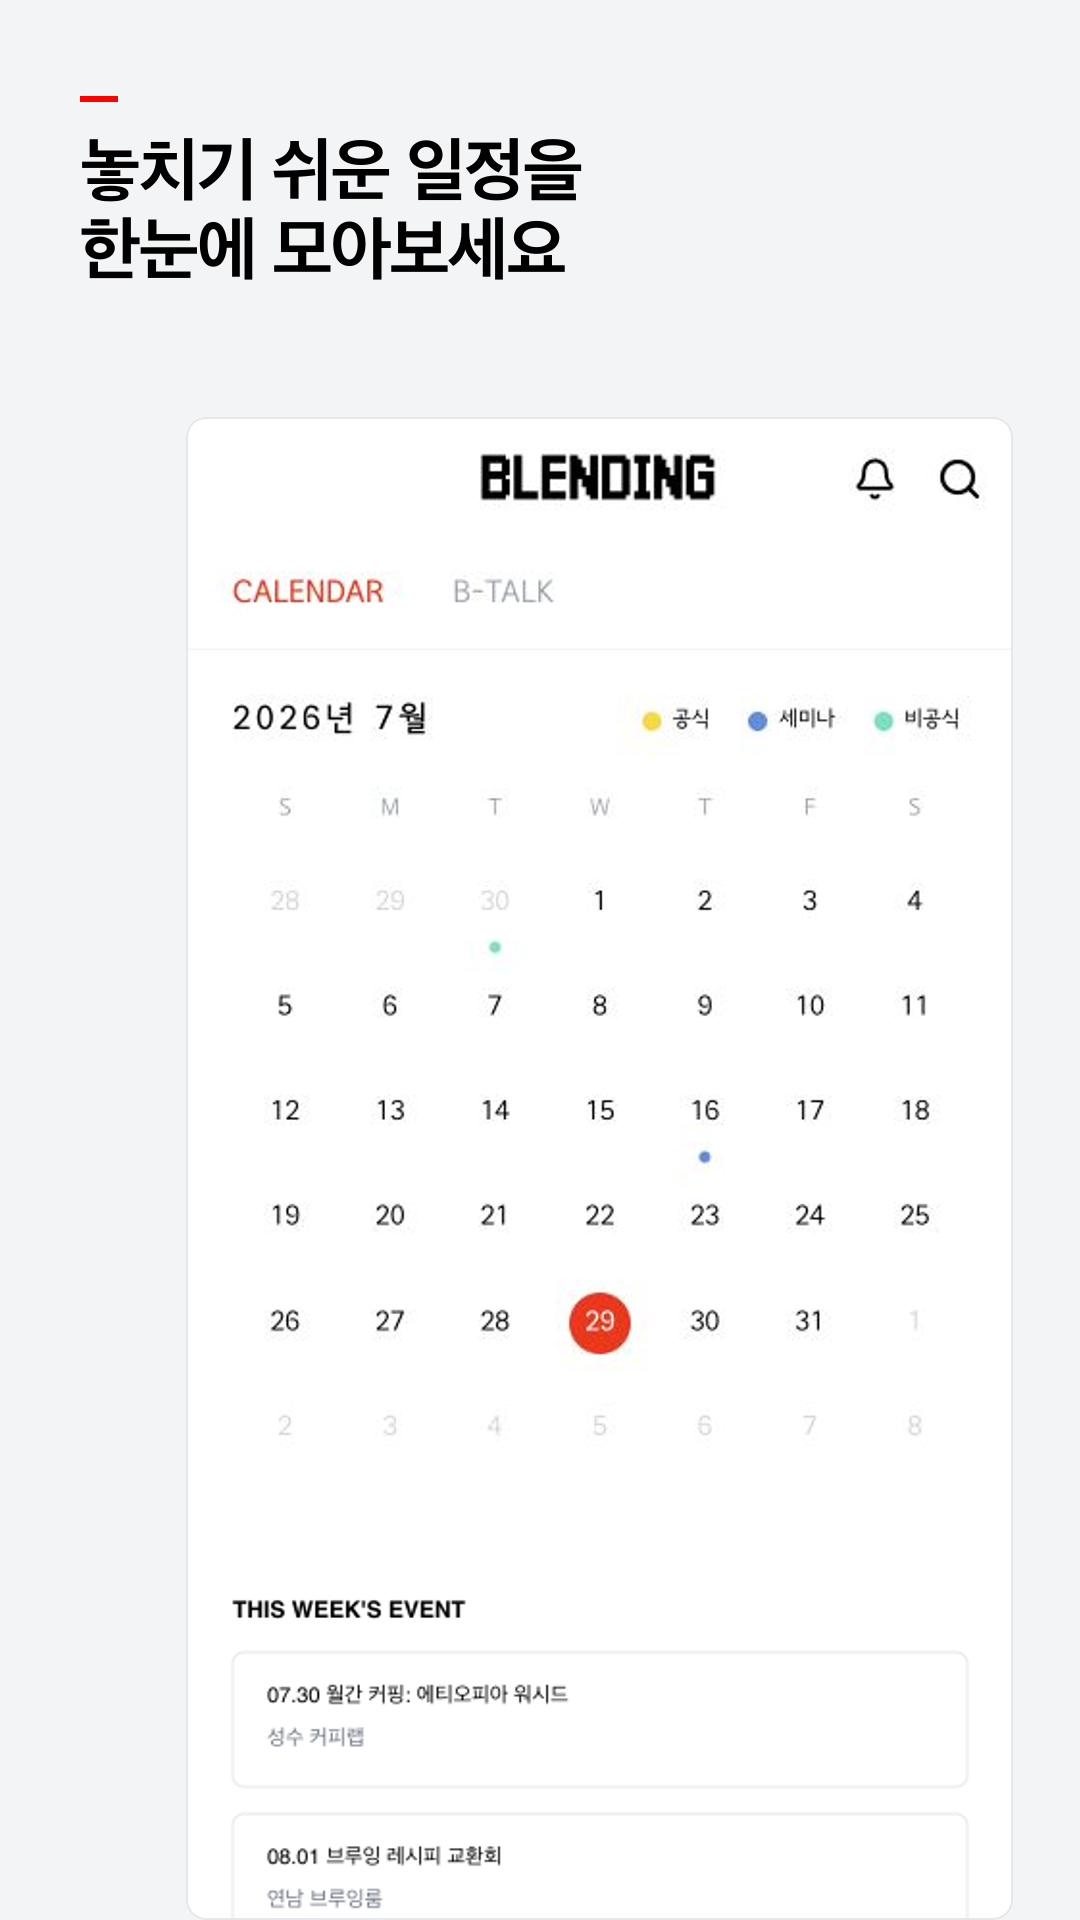 놓치기 쉬운 일정을
한눈에 모아보세요
BLENDING
CALENDAR B-TALK
2026년 7월 공식 세미나 비공식
S M T W T F S
28 29 30 1 2 3 4
5 6 7 8 9 10 11
12 13 14 15 16 17 18
19 20 21 22 23 24 25
26 27 28 29 30 31 1
2 3 4 5 6 7 8
THIS WEEK'S EVENT
07.30 월간 커핑: 에티오피아 워시드
성수 커피랩
08.01 브루잉 레시피 교환회
연남 브루잉룸